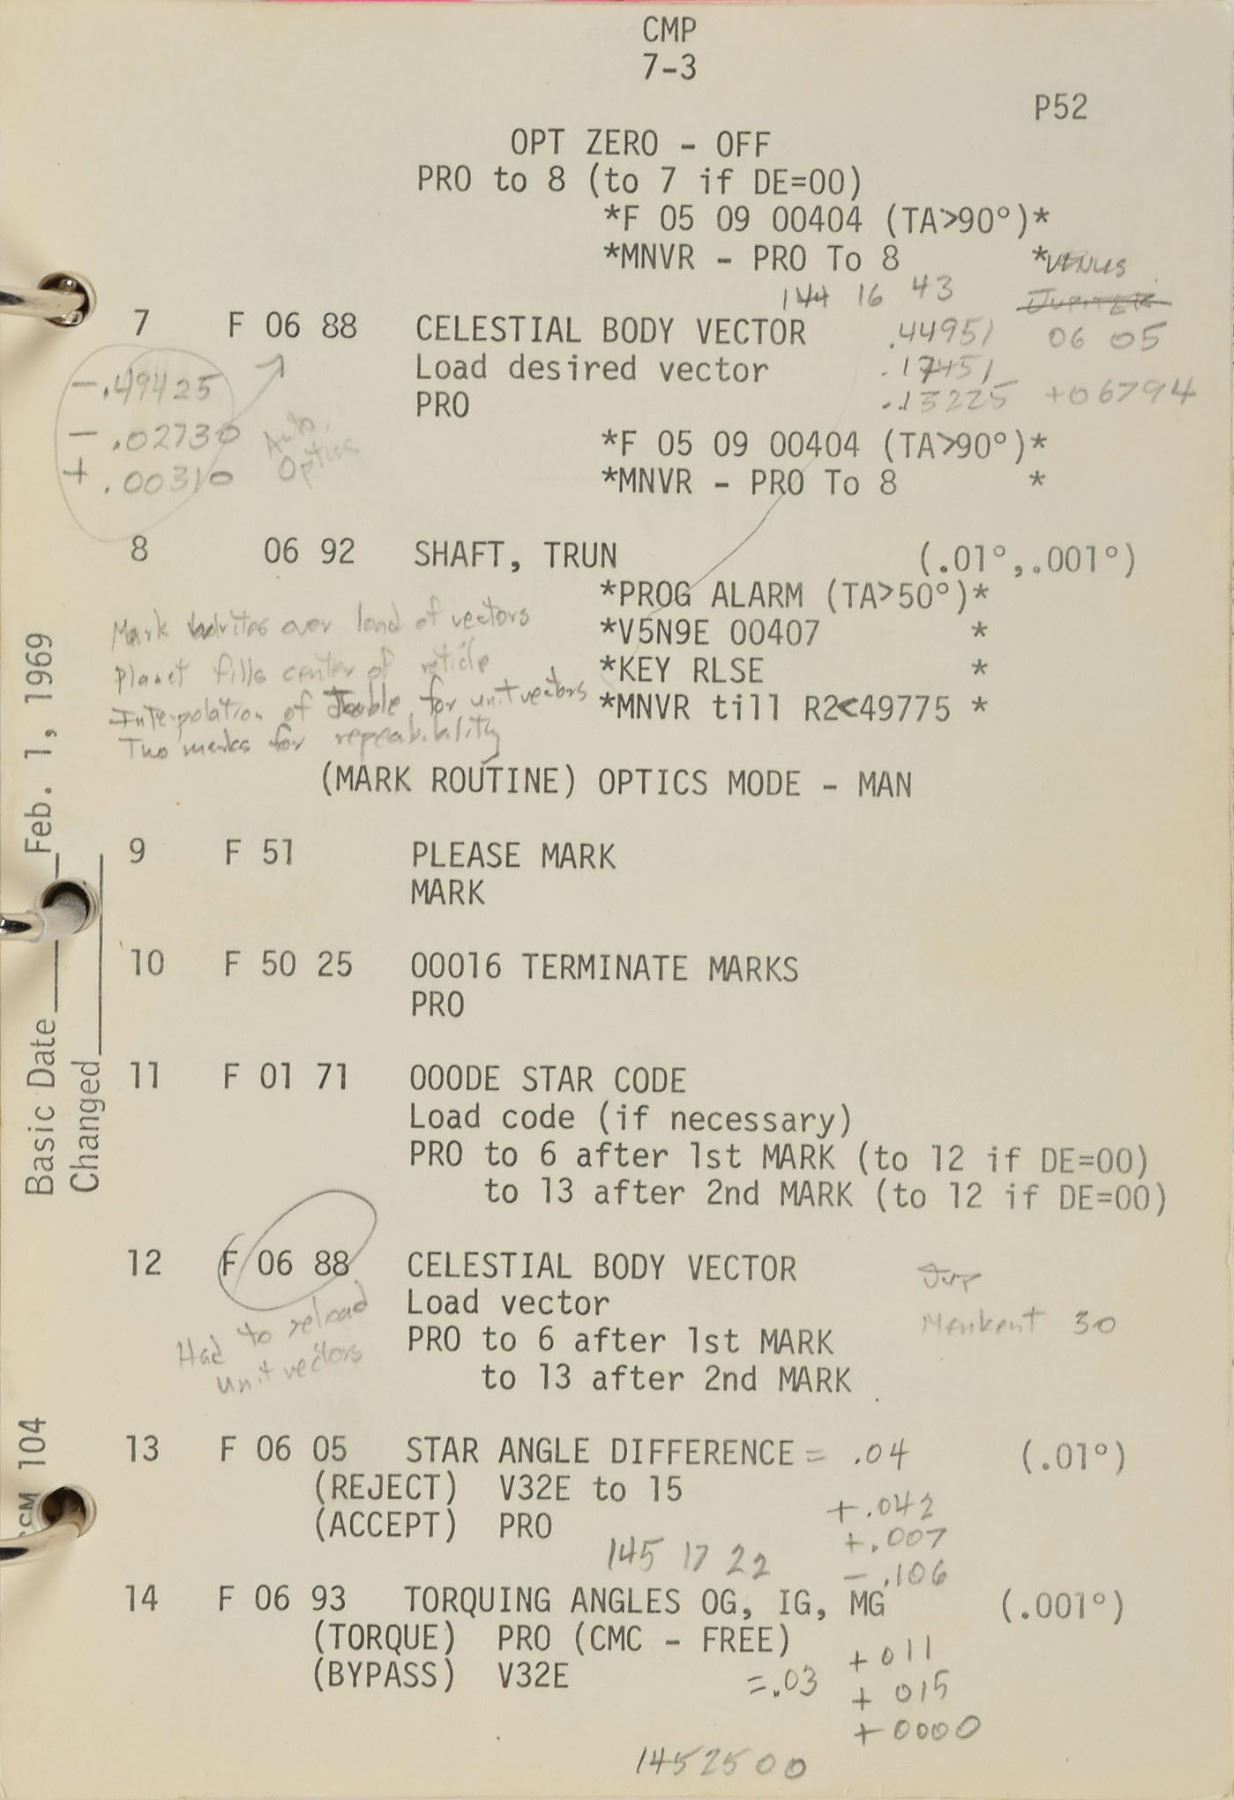 CMP
7-3
P52
OPT ZERO - OFF
PRO to 8 (to 7 if DE=00)
*F 05 09 00404 (TA>90°)*
*MNVR - PRO To 8 *
VENUS
144 16 43 Jupiter
7 F 06 88 CELESTIAL BODY VECTOR .44951 06 05
-.49425 Load desired vector -.17451
PRO -.13225 +06794
-.02730 Auto
*F 05 09 00404 (TA>90°)*
+.00310 Optics *MNVR - PRO To 8 *
8 06 92 SHAFT, TRUN (.01°,.001°)
*PROG ALARM (TA>50°)*
Mark over load of vectors *V5N9E 00407 *
Planet fills center of reticle *KEY RLSE *
Interpolation of table for unit vectors *MNVR till R2<49775 *
Two marks for repeatability
(MARK ROUTINE) OPTICS MODE - MAN
9 F 51 PLEASE MARK
MARK
10 F 50 25 00016 TERMINATE MARKS
PRO
11 F 01 71 000DE STAR CODE
Load code (if necessary)
PRO to 6 after 1st MARK (to 12 if DE=00)
to 13 after 2nd MARK (to 12 if DE=00)
12 F 06 88 CELESTIAL BODY VECTOR Jup
Load vector
Had to reload PRO to 6 after 1st MARK Menkent 30
unit vectors to 13 after 2nd MARK
13 F 06 05 STAR ANGLE DIFFERENCE = .04 (.01°)
(REJECT) V32E to 15
(ACCEPT) PRO +.042
+.007
145 17 22 -.106
14 F 06 93 TORQUING ANGLES OG, IG, MG (.001°)
(TORQUE) PRO (CMC - FREE)
(BYPASS) V32E =.03 +011
+015
+0000
1452500
Basic Date Feb. 1, 1969
Changed
CSM 104